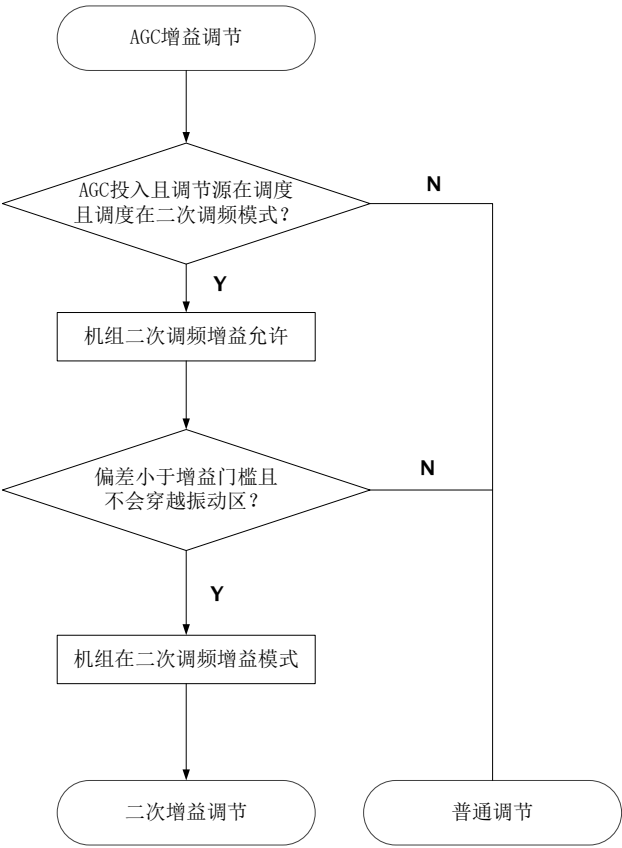 AGC增益调节
AGC投入且调节源在调度
且调度在二次调频模式？
N
Y
机组二次调频增益允许
偏差小于增益门槛且
不会穿越振动区？
N
Y
机组在二次调频增益模式
二次增益调节
普通调节